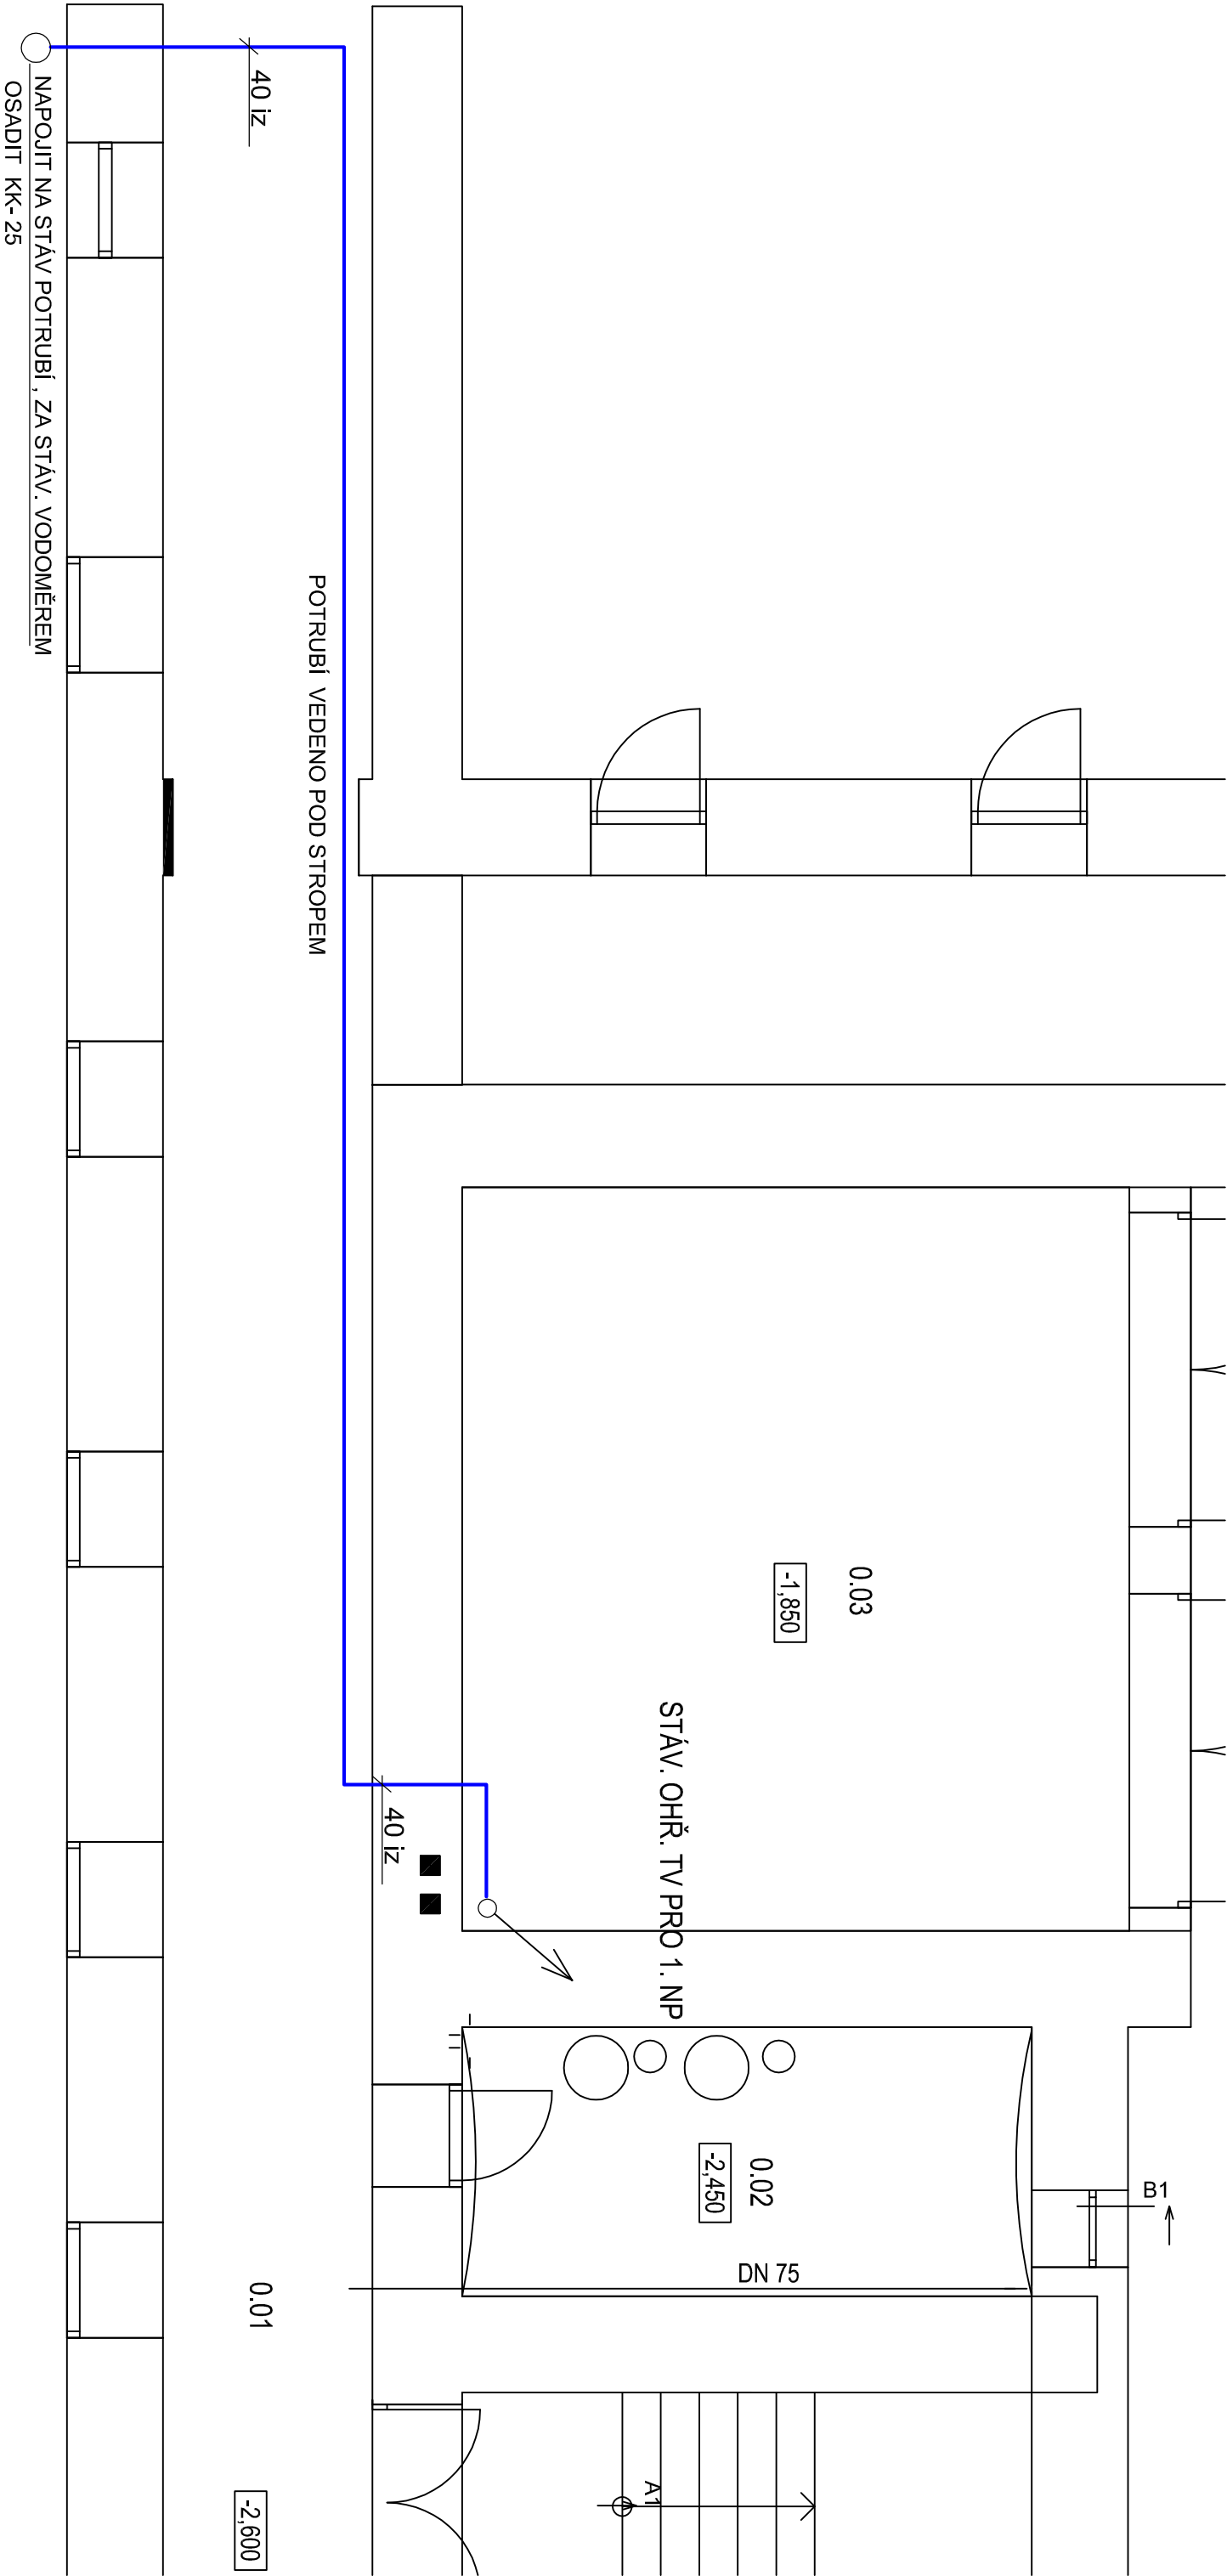 40 iz
NAPOJIT NA STÁV POTRUBÍ , ZA STÁV. VODOMĚREM
OSADIT KK- 25
POTRUBÍ VEDENO POD STROPEM
0.03
-1,850
STÁV. OHŘ. TV PRO 1. NP
40 iz
0.02
-2,450
B1
DN 75
0.01
A1
-2,600